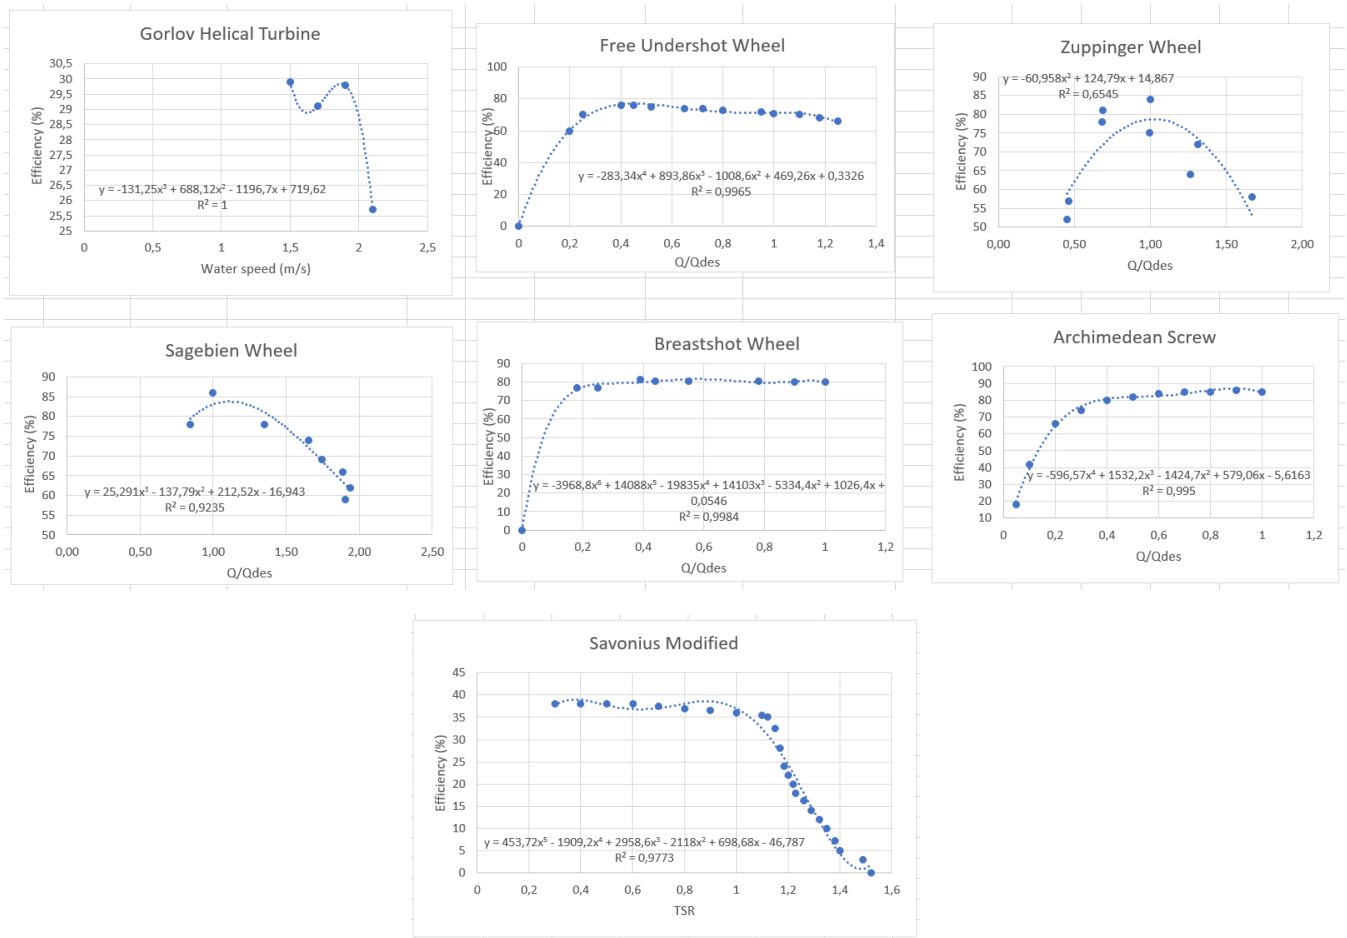 Gorlov Helical Turbine
30,5
30
29,5
29
28,5
28
27,5
27
26,5
26
25,5
25
Efficiency (%)
y = -131,25x³ + 688,12x² - 1196,7x + 719,62
R² = 1
0 0,5 1 1,5 2 2,5
Water speed (m/s)
Free Undershot Wheel
100
80
60
40
20
0
Efficiency (%)
y = -283,34x⁴ + 893,86x³ - 1008,6x² + 469,26x + 0,3326
R² = 0,9965
0 0,2 0,4 0,6 0,8 1 1,2 1,4
Q/Qdes
Zuppinger Wheel
y = -60,958x² + 124,79x + 14,867
R² = 0,6545
90
85
80
75
70
65
60
55
50
Efficiency (%)
0,00 0,50 1,00 1,50 2,00
Q/Qdes
Sagebien Wheel
90
85
80
75
70
65
60
55
50
Efficiency (%)
y = 25,291x³ - 137,79x² + 212,52x - 16,943
R² = 0,9235
0,00 0,50 1,00 1,50 2,00 2,50
Q/Qdes
Breastshot Wheel
90
80
70
60
50
40
30
20
10
0
Efficiency (%)
y = -3968,8x⁶ + 14088x⁵ - 19835x⁴ + 14103x³ - 5334,4x² + 1026,4x +
0,0546
R² = 0,9984
0 0,2 0,4 0,6 0,8 1 1,2
Q/Qdes
Archimedean Screw
100
90
80
70
60
50
40
30
20
10
Efficiency (%)
y = -596,57x⁴ + 1532,2x³ - 1424,7x² + 579,06x - 5,6163
R² = 0,995
0 0,2 0,4 0,6 0,8 1 1,2
Q/Qdes
Savonius Modified
45
40
35
30
25
20
15
10
5
0
Efficiency (%)
y = 453,72x⁵ - 1909,2x⁴ + 2958,6x³ - 2118x² + 698,68x - 46,787
R² = 0,9773
0 0,2 0,4 0,6 0,8 1 1,2 1,4 1,6
TSR